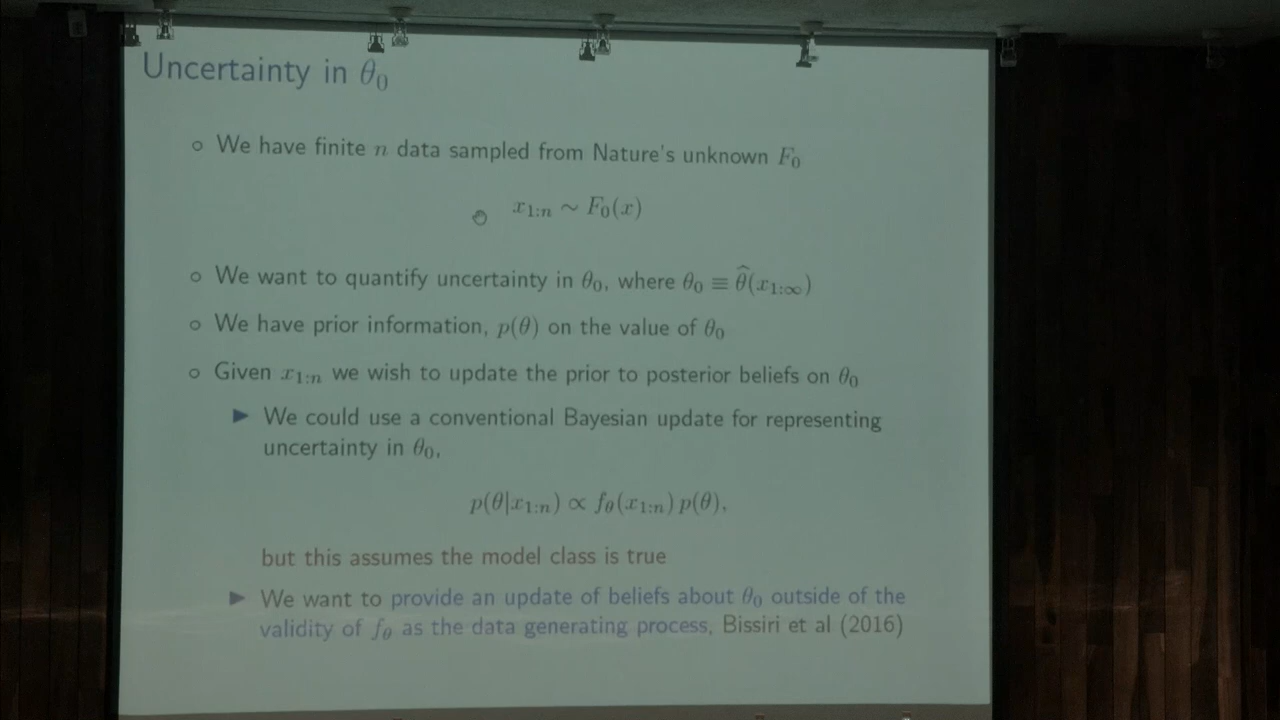 Uncertainty in θ₀
○ We have finite n data sampled from Nature's unknown F₀
x₁:ₙ ∼ F₀(x)
○ We want to quantify uncertainty in θ₀, where θ₀ ≡ θ̂(x₁:∞)
○ We have prior information, p(θ) on the value of θ₀
○ Given x₁:ₙ we wish to update the prior to posterior beliefs on θ₀
▶ We could use a conventional Bayesian update for representing
uncertainty in θ₀,
p(θ|x₁:ₙ) ∝ f_θ(x₁:ₙ) p(θ),
but this assumes the model class is true
▶ We want to provide an update of beliefs about θ₀ outside of the
validity of f_θ as the data generating process, Bissiri et al (2016)